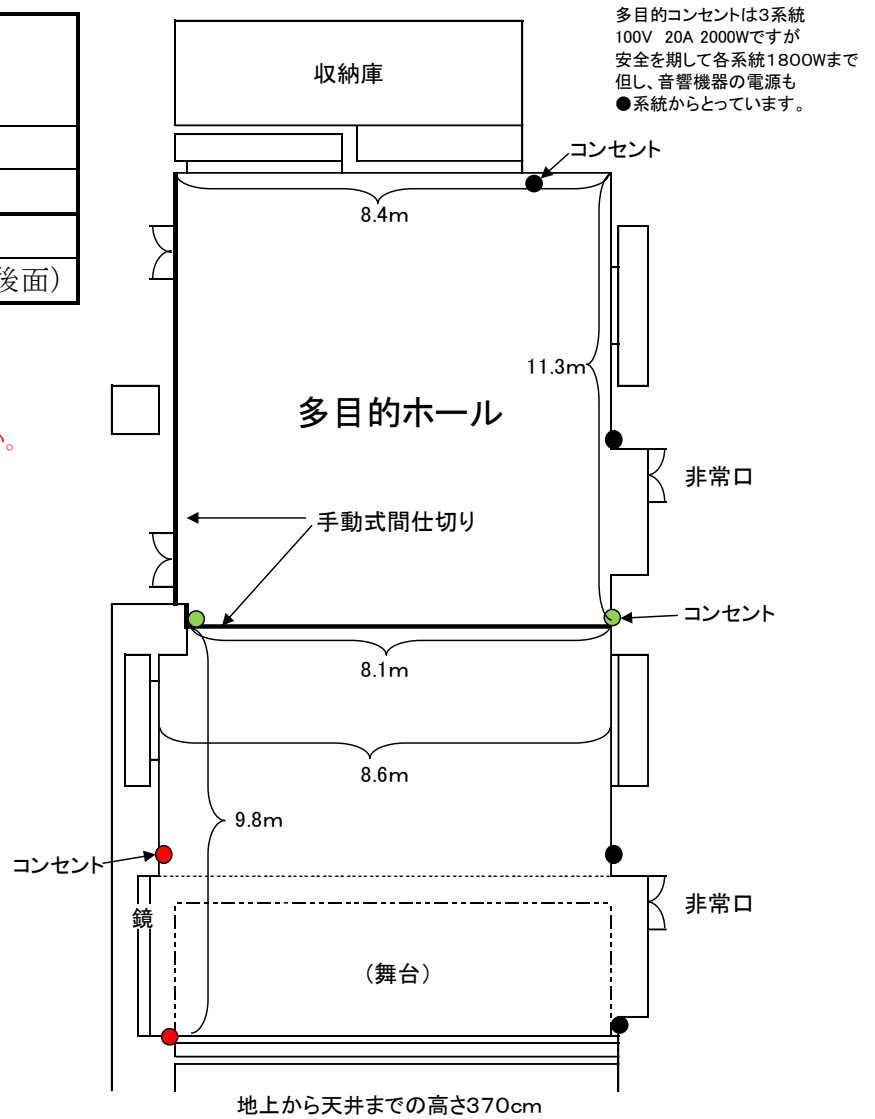 多目的コンセントは3系統
100V 20A 2000Wですが
安全を期して各系統1800Wまで
但し、音響機器の電源も
●系統からとっています。
収納庫
コンセント
8.4m
後面）
11.3m
多目的ホール
い。
非常口
手動式間仕切り
コンセント
8.1m
8.6m
9.8m
コンセント
鏡
非常口
（舞台）
地上から天井までの高さ370cm